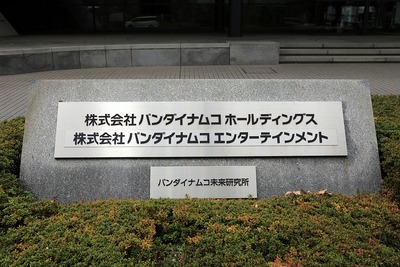 株式会社 バンダイナムコ ホールディングス
株式会社 バンダイナムコ エンターテインメント
バンダイナムコ未来研究所